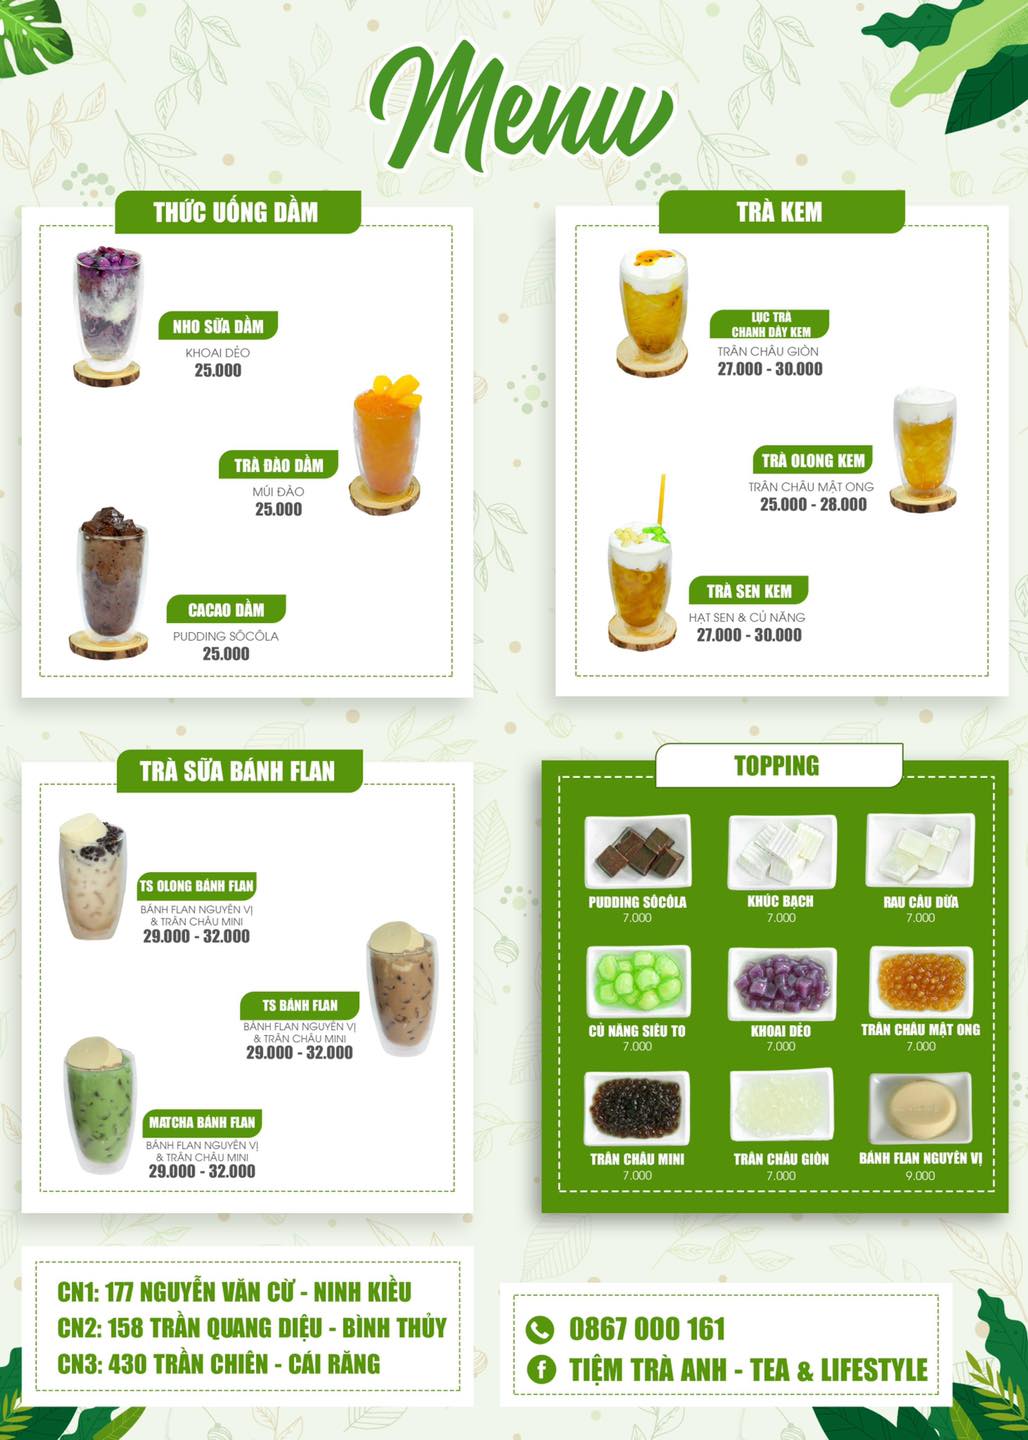 Menu
THỨC UỐNG DẦM
NHO SỮA DẦM
KHOAI DẺO
25.000
TRÀ ĐÀO DẦM
MÚI ĐÀO
25.000
CACAO DẦM
PUDDING SÔCÔLA
25.000
TRÀ KEM
LỤC TRÀ
CHANH DÂY KEM
TRÂN CHÂU GIÒN
27.000 - 30.000
TRÀ OLONG KEM
TRÂN CHÂU MẬT ONG
25.000 - 28.000
TRÀ SEN KEM
HẠT SEN & CỦ NĂNG
27.000 - 30.000
TRÀ SỮA BÁNH FLAN
TS OLONG BÁNH FLAN
BÁNH FLAN NGUYÊN VỊ
& TRÂN CHÂU MINI
29.000 - 32.000
TS BÁNH FLAN
BÁNH FLAN NGUYÊN VỊ
& TRÂN CHÂU MINI
29.000 - 32.000
MATCHA BÁNH FLAN
BÁNH FLAN NGUYÊN VỊ
& TRÂN CHÂU MINI
29.000 - 32.000
TOPPING
PUDDING SÔCÔLA
7.000
KHÚC BẠCH
7.000
RAU CÂU DỪA
7.000
CỦ NĂNG SIÊU TO
7.000
KHOAI DẺO
7.000
TRÂN CHÂU MẬT ONG
7.000
TRÂN CHÂU MINI
7.000
TRÂN CHÂU GIÒN
7.000
BÁNH FLAN NGUYÊN VỊ
9.000
CN1: 177 NGUYỄN VĂN CỪ - NINH KIỀU
CN2: 158 TRẦN QUANG DIỆU - BÌNH THỦY
CN3: 430 TRẦN CHIÊN - CÁI RĂNG
0867 000 161
TIỆM TRÀ ANH - TEA & LIFESTYLE